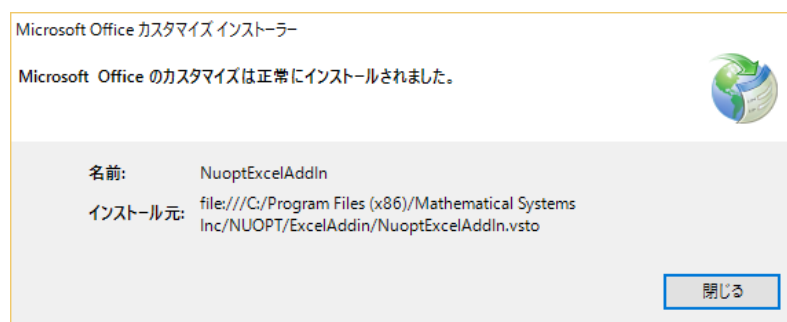 Microsoft Office カスタマイズ インストーラー
Microsoft Office のカスタマイズは正常にインストールされました。
名前: NuoptExcelAddIn
インストール元: file:///C:/Program Files (x86)/Mathematical Systems
Inc/NUOPT/ExcelAddin/NuoptExcelAddIn.vsto
閉じる